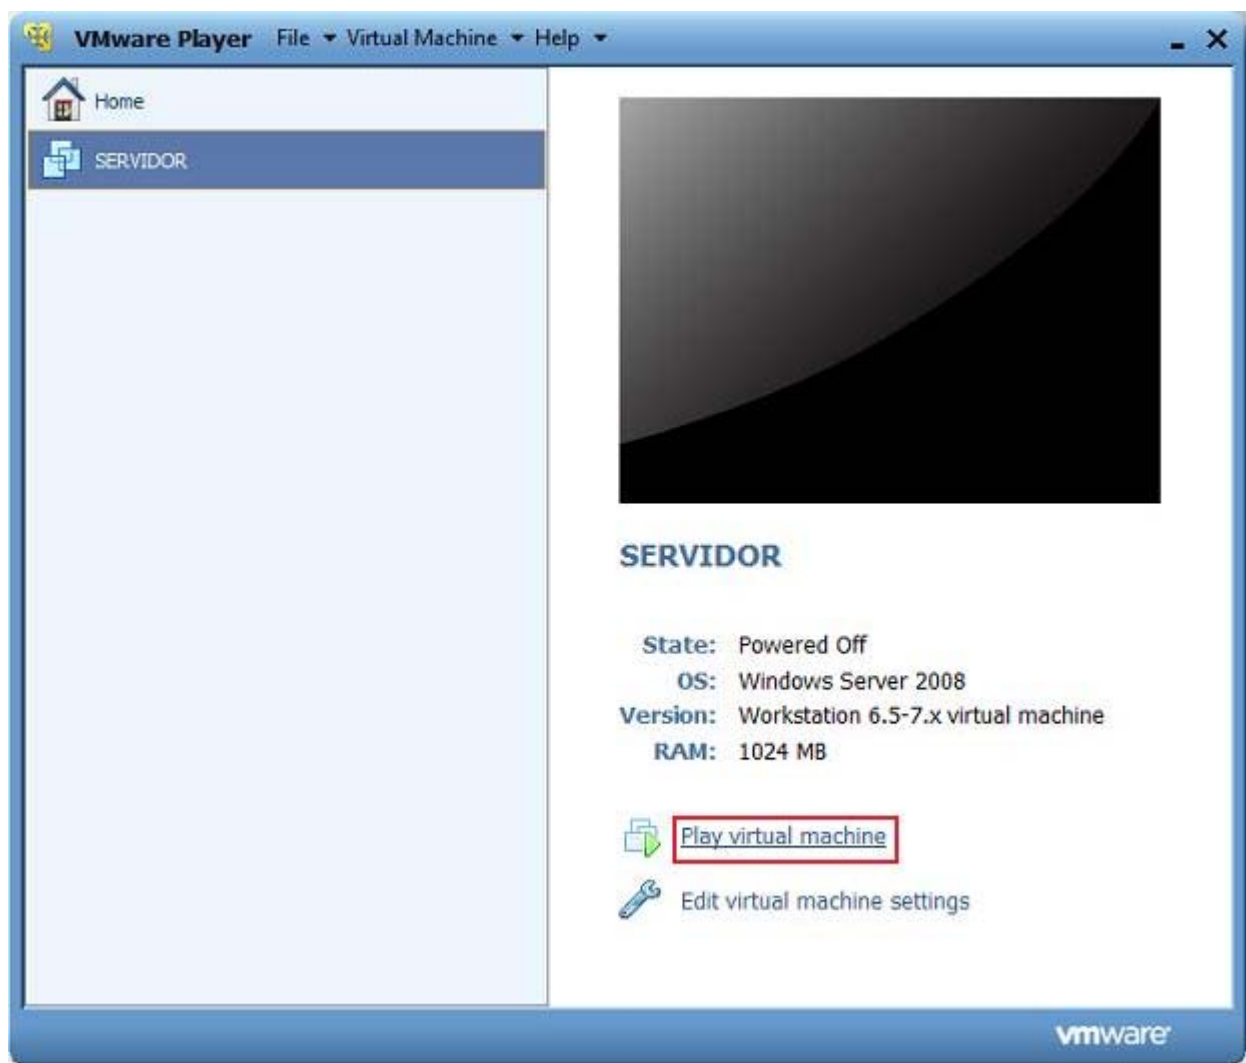 VMware Player File Virtual Machine Help
Home
SERVIDOR
SERVIDOR
State: Powered Off
OS: Windows Server 2008
Version: Workstation 6.5-7.x virtual machine
RAM: 1024 MB
Play virtual machine
Edit virtual machine settings
vmware